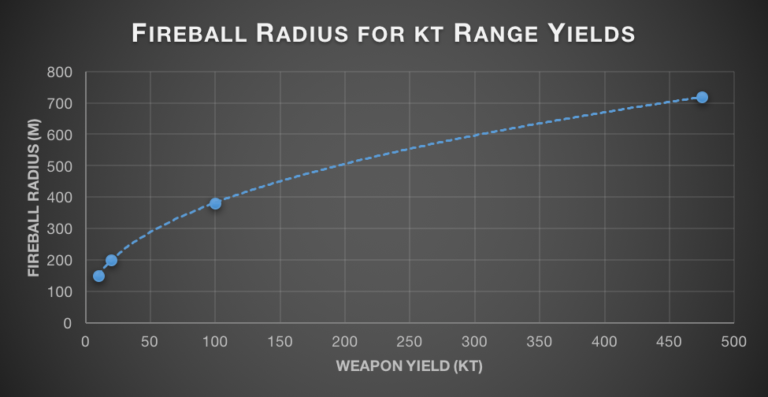 FIREBALL RADIUS FOR KT RANGE YIELDS
800
700
600
500
400
300
200
100
0
FIREBALL RADIUS (M)
0 50 100 150 200 250 300 350 400 450 500
WEAPON YIELD (KT)